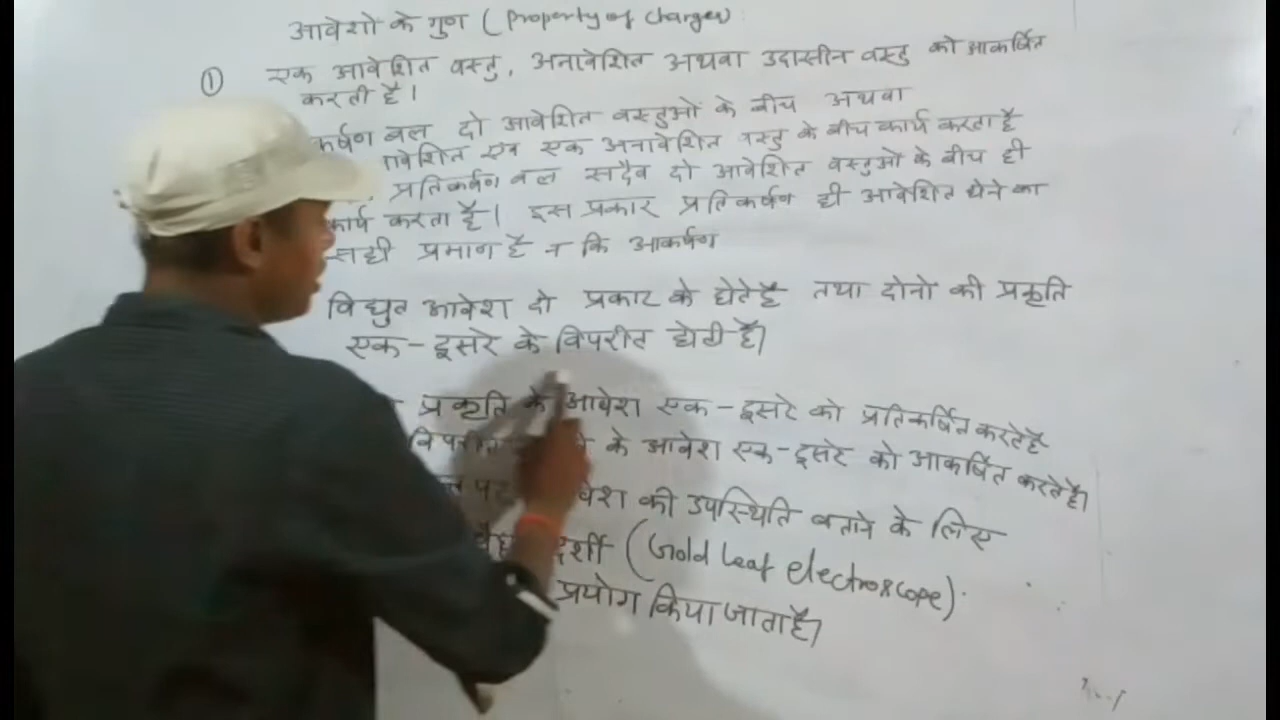 आवेशो के गुण (Property of charges)
① एक आवेशित वस्तु, अनावेशित अथवा उदासीन वस्तु को आकर्षित
करती है।
कर्षण बल दो आवेशित वस्तुओं के बीच अथवा
वेशित एवं एक अनावेशित वस्तु के बीच कार्य करता है
प्रतिकर्षण बल सदैव दो आवेशित वस्तुओं के बीच ही
कार्य करता है। इस प्रकार प्रतिकर्षण ही आवेशित होने का
सही प्रमाण है न कि आकर्षण
विद्युत आवेश दो प्रकार के होते है तथा दोनो की प्रकृति
एक-दूसरे के विपरीत होती है।
प्रकृति के आवेश एक-दूसरे को प्रतिकर्षित करते है
के आवेश एक-दूसरे को आकर्षित करते है।
की उपस्थिति बताने के लिए
दर्शी (Gold Leaf electroscope)
प्रयोग किया जाता है।